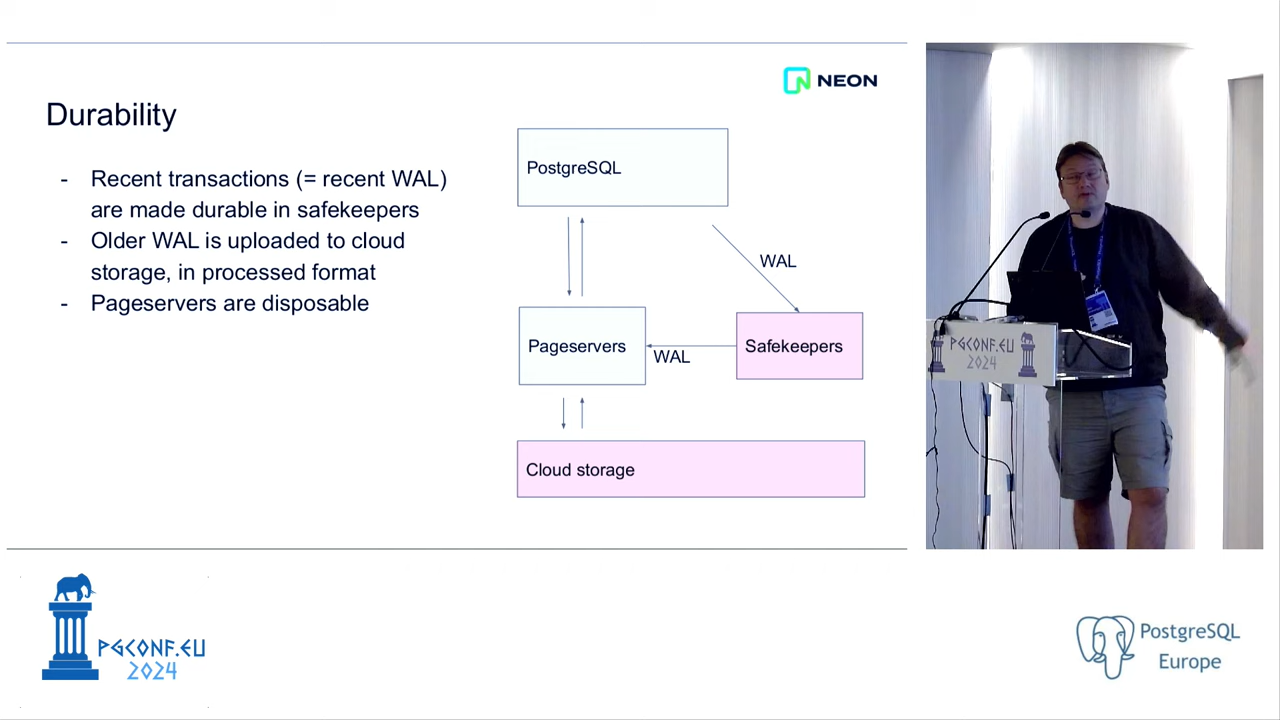 NEON
Durability
- Recent transactions (= recent WAL)
are made durable in safekeepers
- Older WAL is uploaded to cloud
storage, in processed format
- Pageservers are disposable
PostgreSQL
WAL
Pageservers
WAL
Safekeepers
Cloud storage
PGCONF.EU
2024
PGCONF.EU
2024
PostgreSQL
Europe